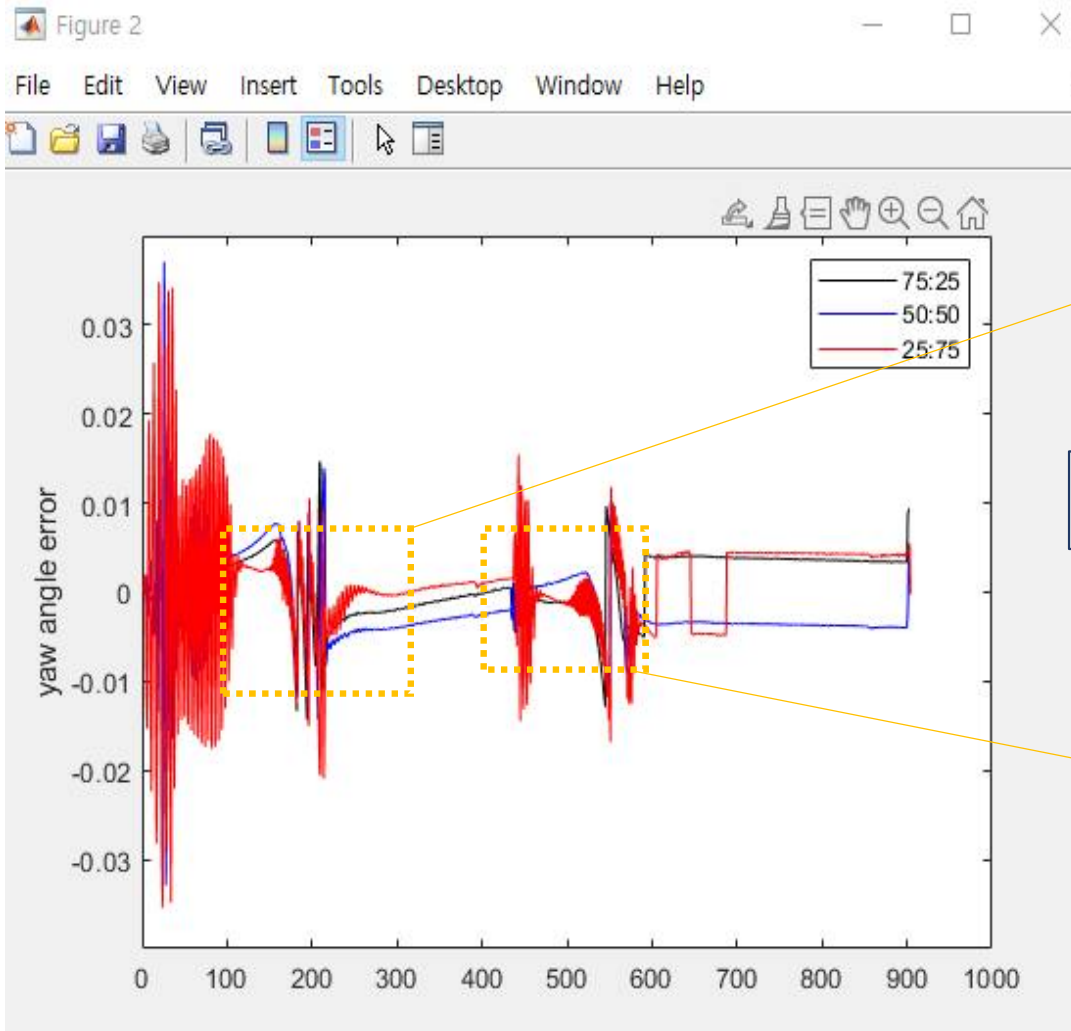 Figure 2
File Edit View Insert Tools Desktop Window Help
75:25
50:50
25:75
yaw angle error
0.03
0.02
0.01
0
-0.01
-0.02
-0.03
0 100 200 300 400 500 600 700 800 900 1000